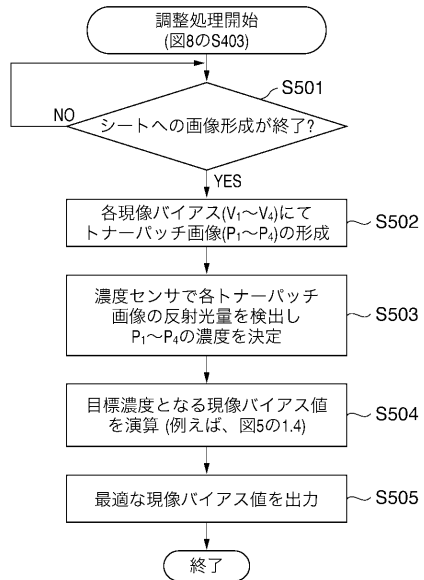 調整処理開始
(図8のS403)
S501
NO
シートへの画像形成が終了?
YES
各現像バイアス(V₁～V₄)にて
トナーパッチ画像(P₁～P₄)の形成
S502
濃度センサで各トナーパッチ
画像の反射光量を検出し
P₁～P₄の濃度を決定
S503
目標濃度となる現像バイアス値
を演算 (例えば、図5の1.4)
S504
最適な現像バイアス値を出力
S505
終了